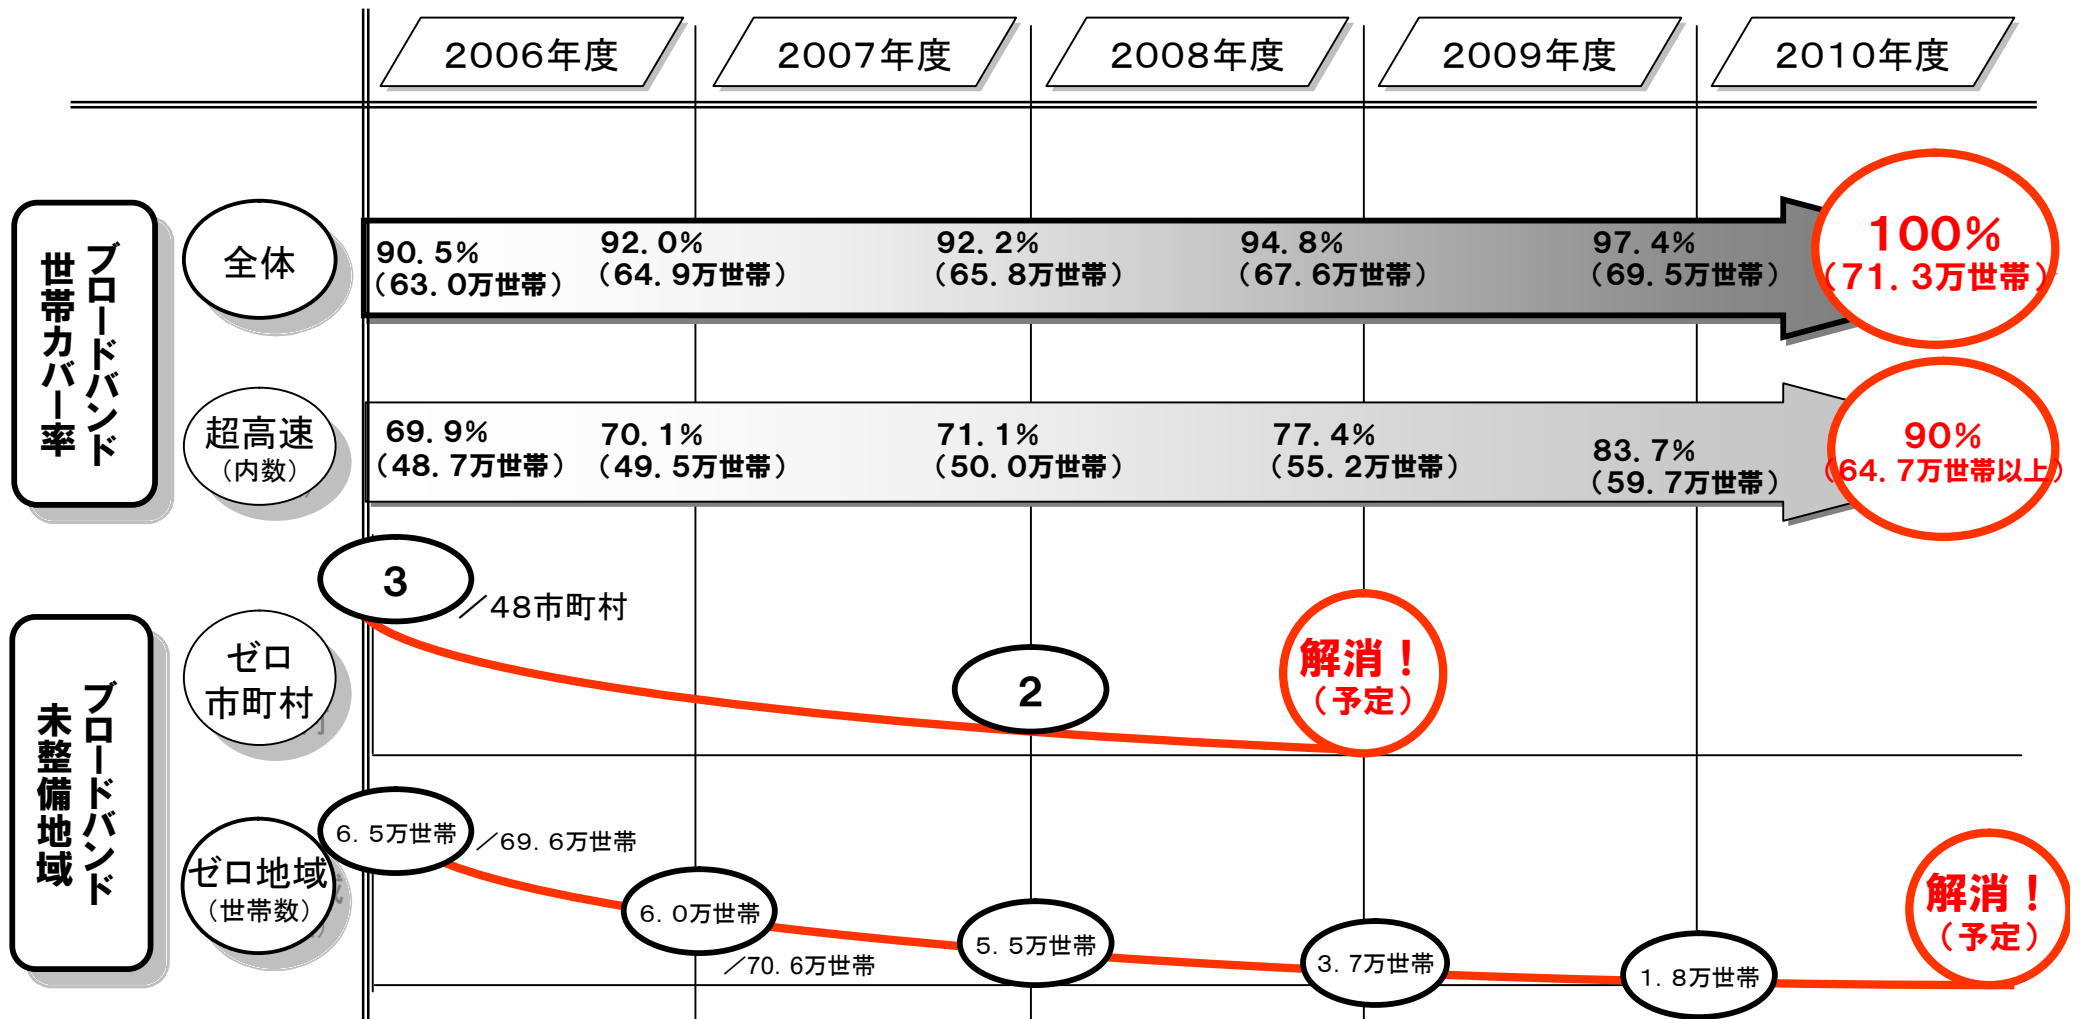 2006年度
2007年度
2008年度
2009年度
2010年度
ブロードバンド
世帯カバー率
全体
90.5%
(63.0万世帯)
92.0%
(64.9万世帯)
92.2%
(65.8万世帯)
94.8%
(67.6万世帯)
97.4%
(69.5万世帯)
100%
(71.3万世帯)
超高速
(内数)
69.9%
(48.7万世帯)
70.1%
(49.5万世帯)
71.1%
(50.0万世帯)
77.4%
(55.2万世帯)
83.7%
(59.7万世帯)
90%
(64.7万世帯以上)
ブロードバンド
未整備地域
ゼロ
市町村
3
/48市町村
2
解消!
(予定)
ゼロ地域
(世帯数)
6.5万世帯
/69.6万世帯
6.0万世帯
/70.6万世帯
5.5万世帯
3.7万世帯
1.8万世帯
解消!
(予定)